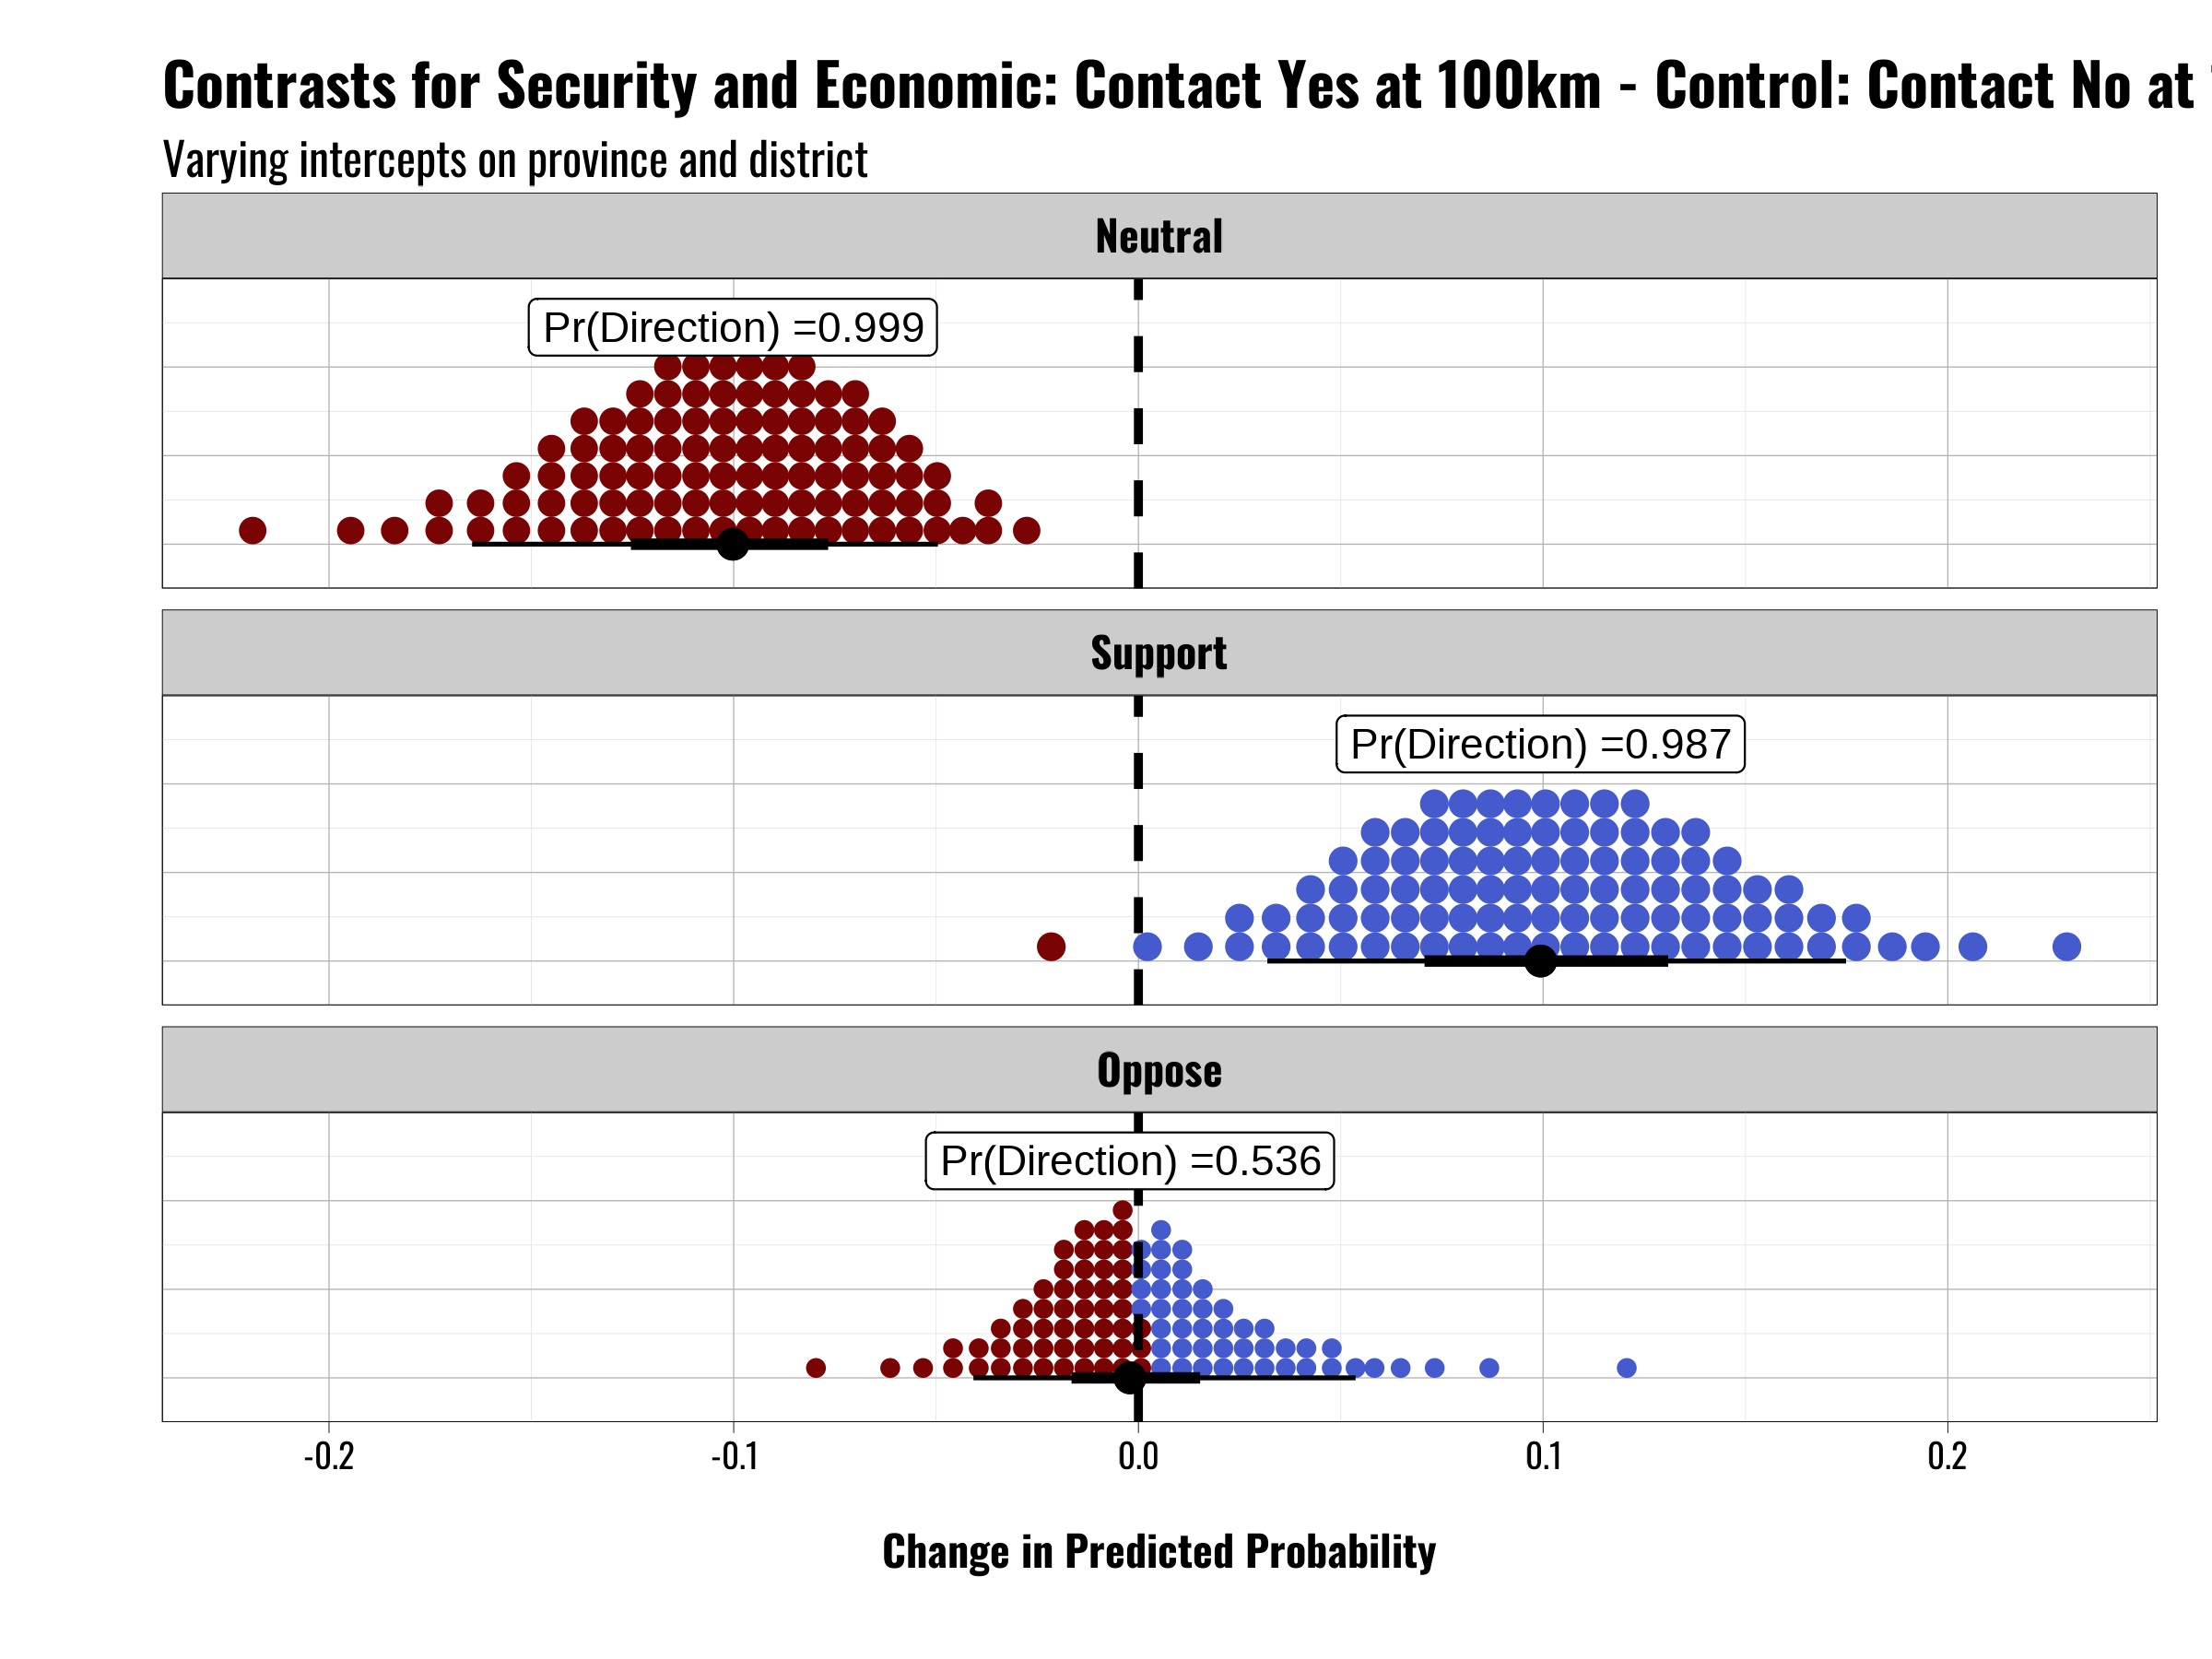 Contrasts for Security and Economic: Contact Yes at 100km - Control: Contact No at
Varying intercepts on province and district
Neutral
Pr(Direction) =0.999
Support
Pr(Direction) =0.987
Oppose
Pr(Direction) =0.536
-0.2 -0.1 0.0 0.1 0.2
Change in Predicted Probability